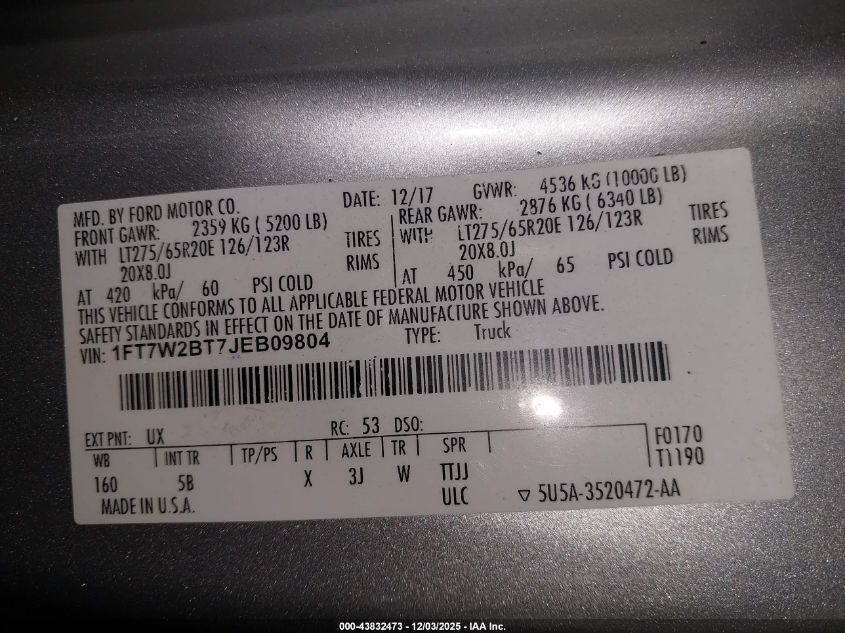 MFD. BY FORD MOTOR CO. DATE: 12/17 GVWR: 4536 KG (10000 LB)
FRONT GAWR: 2359 KG ( 5200 LB) REAR GAWR: 2876 KG ( 6340 LB)
WITH LT275/65R20E 126/123R TIRES WITH LT275/65R20E 126/123R TIRES
20X8.0J RIMS 20X8.0J RIMS
AT 420 kPa/ 60 PSI COLD AT 450 kPa/ 65 PSI COLD
THIS VEHICLE CONFORMS TO ALL APPLICABLE FEDERAL MOTOR VEHICLE
SAFETY STANDARDS IN EFFECT ON THE DATE OF MANUFACTURE SHOWN ABOVE.
VIN: 1FT7W2BT7JEB09804 TYPE: Truck
EXT PNT: UX RC: 53 DSO:
WB INT TR TP/PS R AXLE TR SPR F0170
160 5B X 3J W TTJJ T1190
ULC
MADE IN U.S.A. ▽ 5U5A-3520472-AA
000-43832473 - 12/03/2025 - IAA Inc.